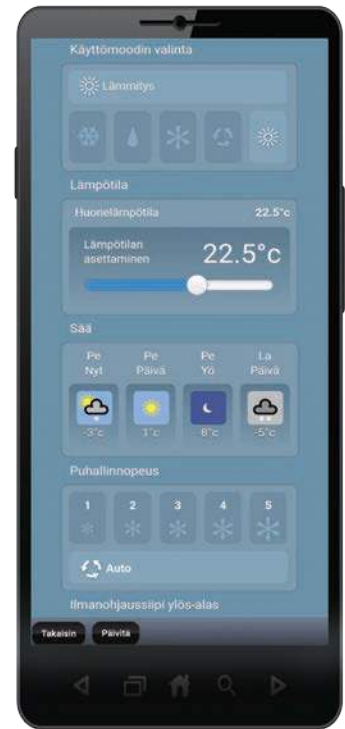 Käyttömoodin valinta
Lämmitys
Lämpötila
Huonelämpötila 22.5°c
Lämpötilan
asettaminen
22.5°c
Sää
Pe Pe Pe La
Nyt Päivä Yö Päivä
-3°c 1°c 6°c -5°c
Puhallinnopeus
1 2 3 4 5
Auto
Ilmanohjaussiipi ylös-alas
Takaisin Päivitä